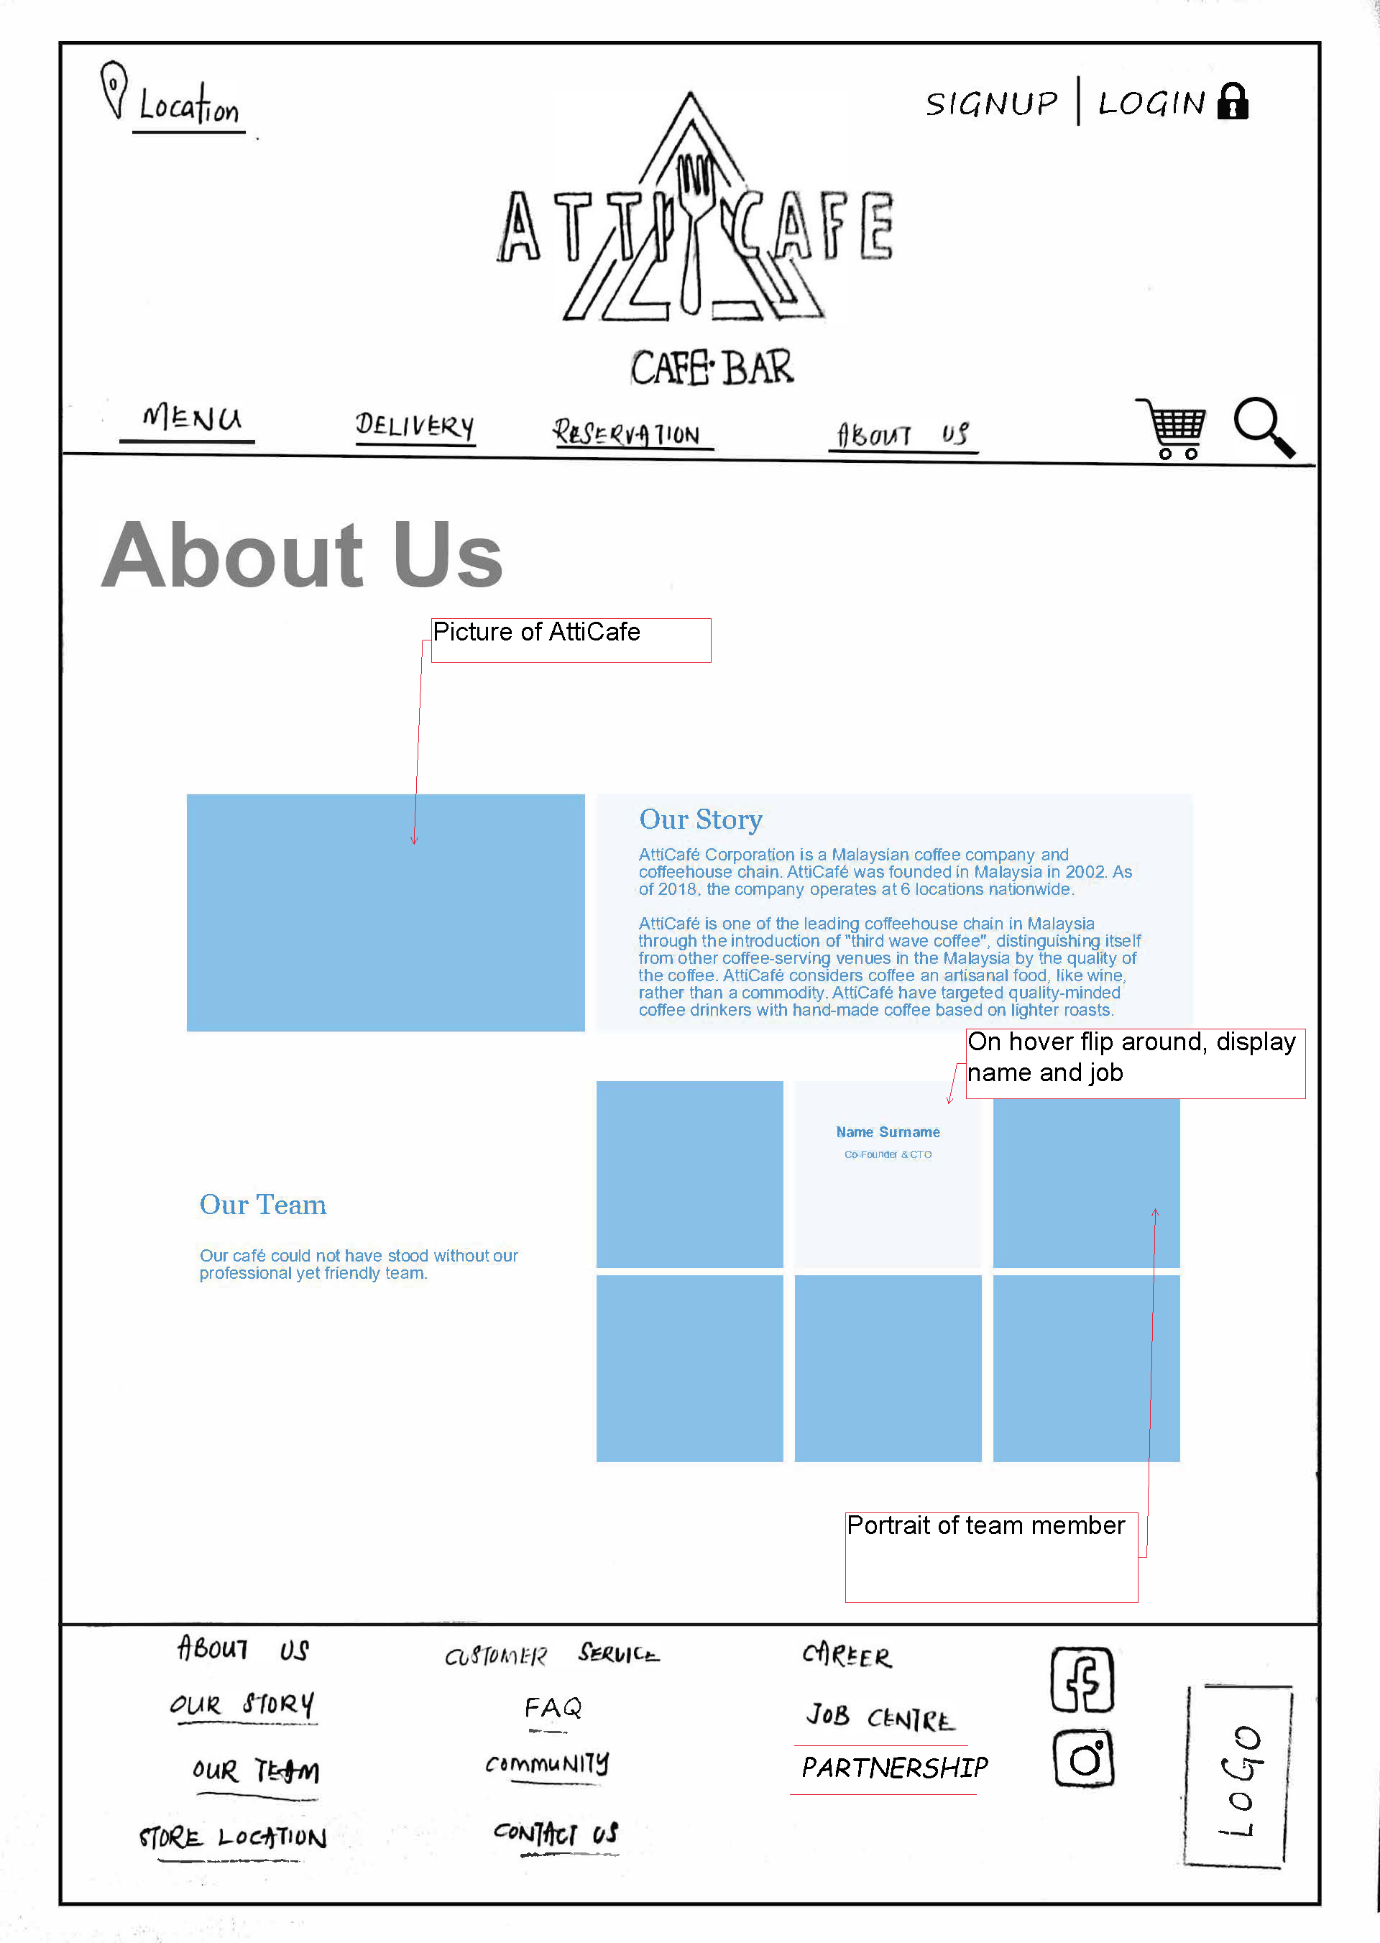 Location
SIGNUP | LOGIN
ATTICAFE
CAFE·BAR
MENU
DELIVERY
RESERVATION
ABOUT US
About Us
Picture of AttiCafe
Our Story
AttiCafé Corporation is a Malaysian coffee company and
coffeehouse chain. AttiCafé was founded in Malaysia in 2002. As
of 2018, the company operates at 6 locations nationwide.
AttiCafé is one of the leading coffeehouse chain in Malaysia
through the introduction of "third wave coffee", distinguishing itself
from other coffee-serving venues in the Malaysia by the quality of
the coffee. AttiCafé considers coffee an artisanal food, like wine,
rather than a commodity. AttiCafé have targeted quality-minded
coffee drinkers with hand-made coffee based on lighter roasts.
On hover flip around, display
name and job
Name Surname
Co-Founder & CTO
Our Team
Our café could not have stood without our
professional yet friendly team.
Portrait of team member
ABOUT US
OUR STORY
OUR TEAM
STORE LOCATION
CUSTOMER SERVICE
FAQ
COMMUNITY
CONTACT US
CAREER
JOB CENTRE
PARTNERSHIP
LOGO